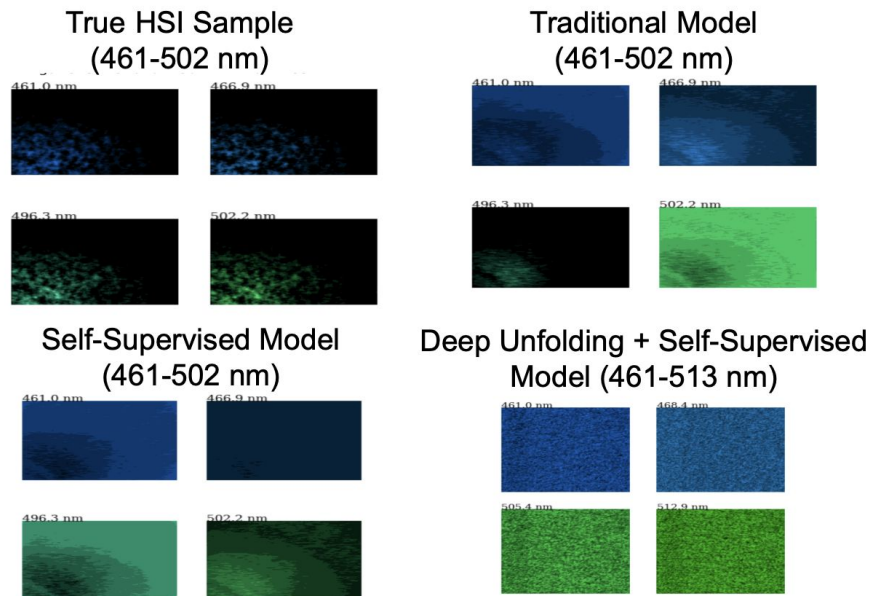 True HSI Sample
(461-502 nm)
461.0 nm
466.9 nm
496.3 nm
502.2 nm
Traditional Model
(461-502 nm)
461.0 nm
466.9 nm
496.3 nm
502.2 nm
Self-Supervised Model
(461-502 nm)
461.0 nm
466.9 nm
496.3 nm
502.2 nm
Deep Unfolding + Self-Supervised
Model (461-513 nm)
461.0 nm
468.4 nm
505.4 nm
512.9 nm